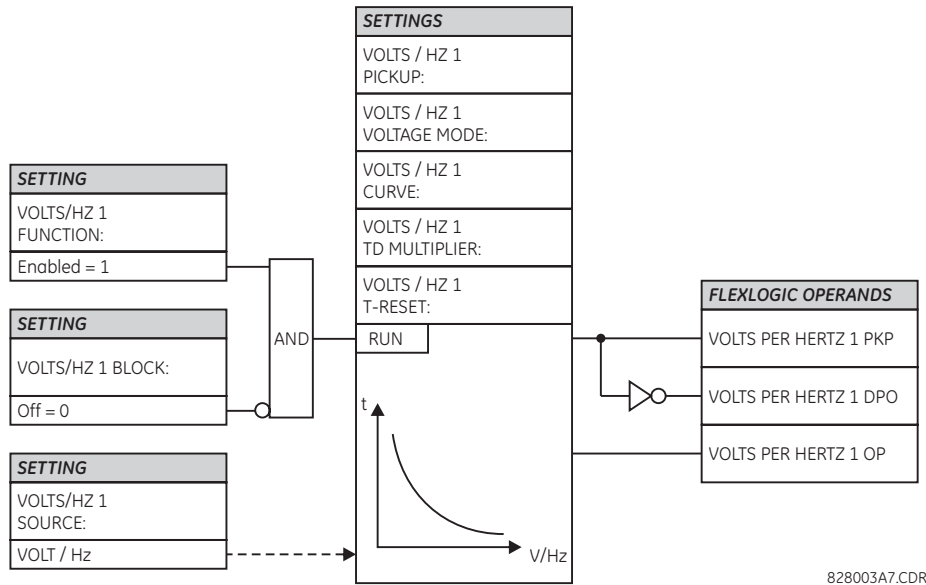 SETTING
VOLTS/HZ 1
FUNCTION:
Enabled = 1
SETTING
VOLTS/HZ 1 BLOCK:
Off = 0
SETTING
VOLTS/HZ 1
SOURCE:
VOLT / Hz
AND
SETTINGS
VOLTS / HZ 1
PICKUP:
VOLTS / HZ 1
VOLTAGE MODE:
VOLTS / HZ 1
CURVE:
VOLTS / HZ 1
TD MULTIPLIER:
VOLTS / HZ 1
T-RESET:
RUN
t
V/Hz
FLEXLOGIC OPERANDS
VOLTS PER HERTZ 1 PKP
VOLTS PER HERTZ 1 DPO
VOLTS PER HERTZ 1 OP
828003A7.CDR